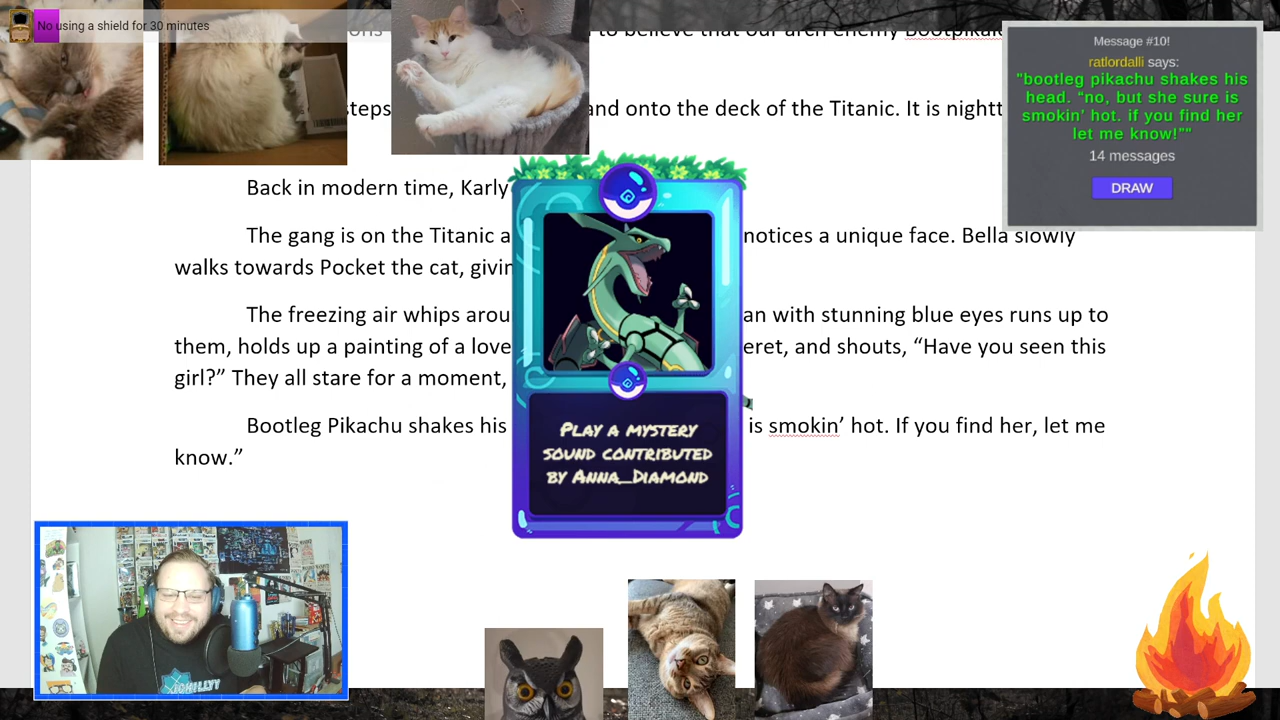 No using a shield for 30 minutes
to believe that our arch enemy
steps and onto the deck of the Titanic. It is
Back in modern time, Karly
The gang is on the Titanic a notices a unique face. Bella slowly
walks towards Pocket the cat,
The freezing air whips arou an with stunning blue eyes runs up to
them, holds up a painting of a love eret, and shouts, “Have you seen this
girl?” They all stare for a moment,
Bootleg Pikachu shakes his is smokin’ hot. If you find her, let me
know.”
Message #10!
ratlordalli says:
"bootleg pikachu shakes his
head. "no, but she sure is
smokin' hot. if you find her
let me know!""
14 messages
DRAW
Play a mystery
sound contributed
by Anna_Diamond
CHILLYY